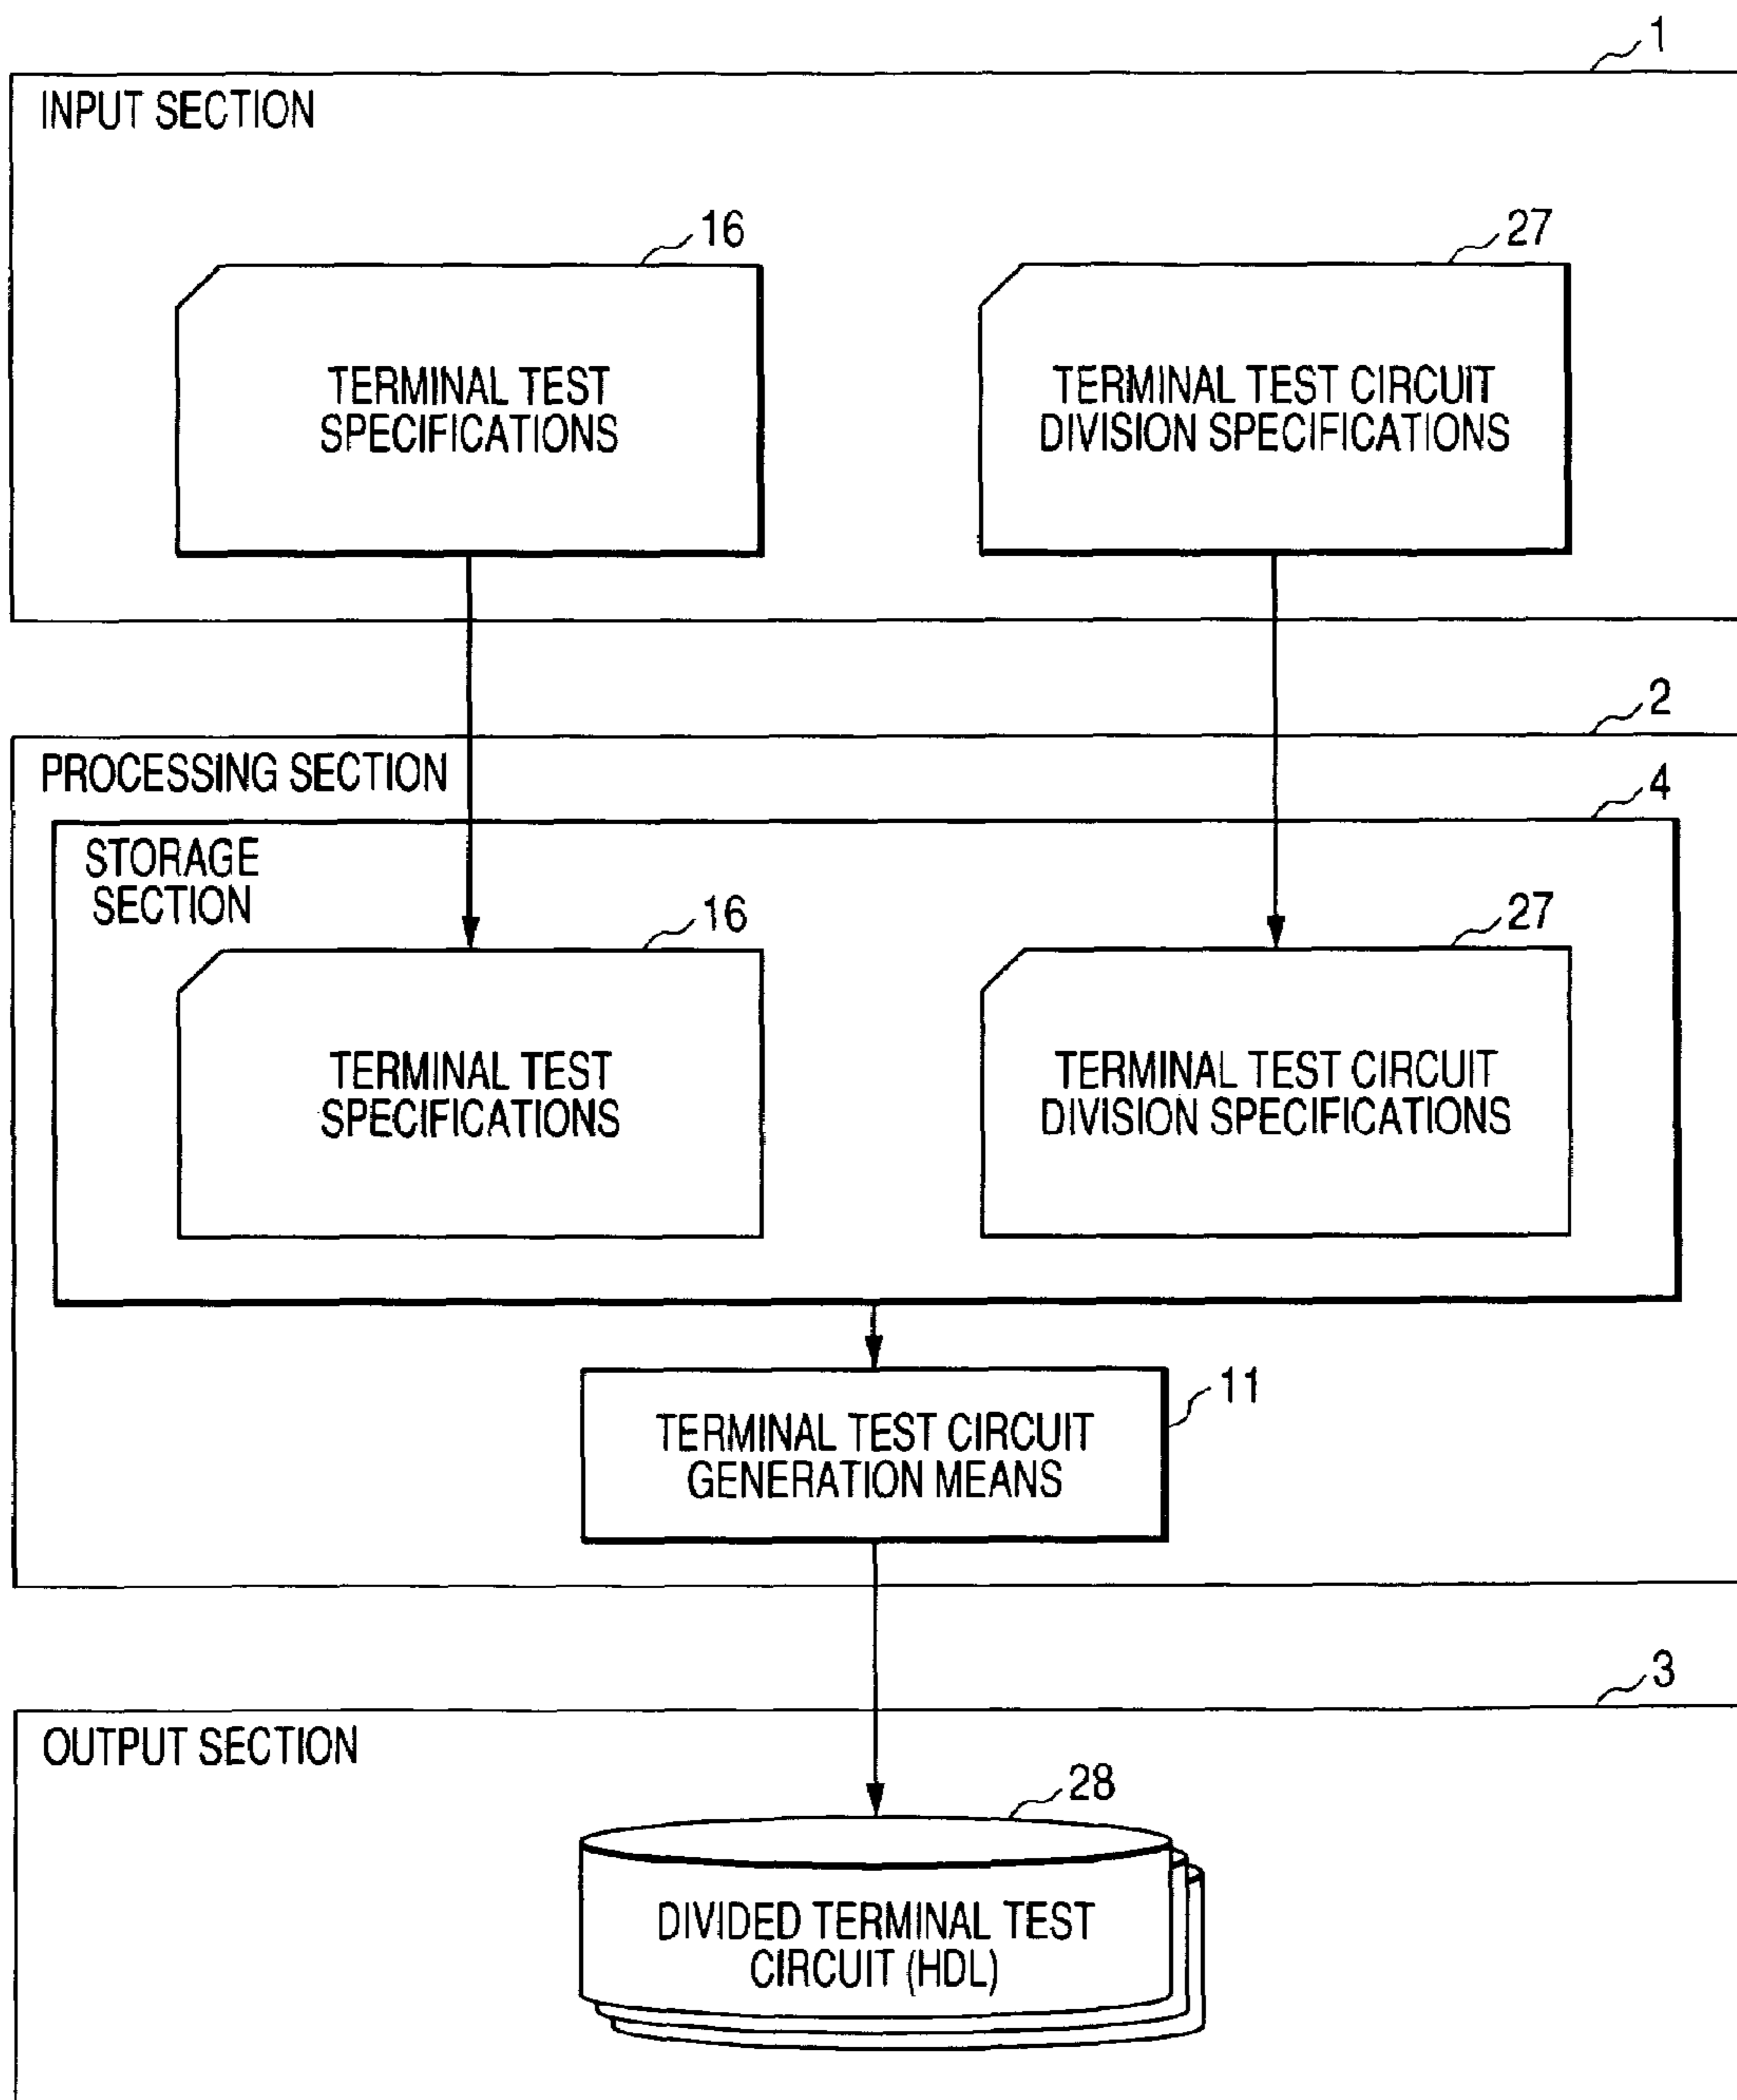 1
INPUT SECTION
16
27
TERMINAL TEST
SPECIFICATIONS
TERMINAL TEST CIRCUIT
DIVISION SPECIFICATIONS
2
PROCESSING SECTION
4
STORAGE
SECTION
16
27
TERMINAL TEST
SPECIFICATIONS
TERMINAL TEST CIRCUIT
DIVISION SPECIFICATIONS
11
TERMINAL TEST CIRCUIT
GENERATION MEANS
3
OUTPUT SECTION
28
DIVIDED TERMINAL TEST
CIRCUIT (HDL)